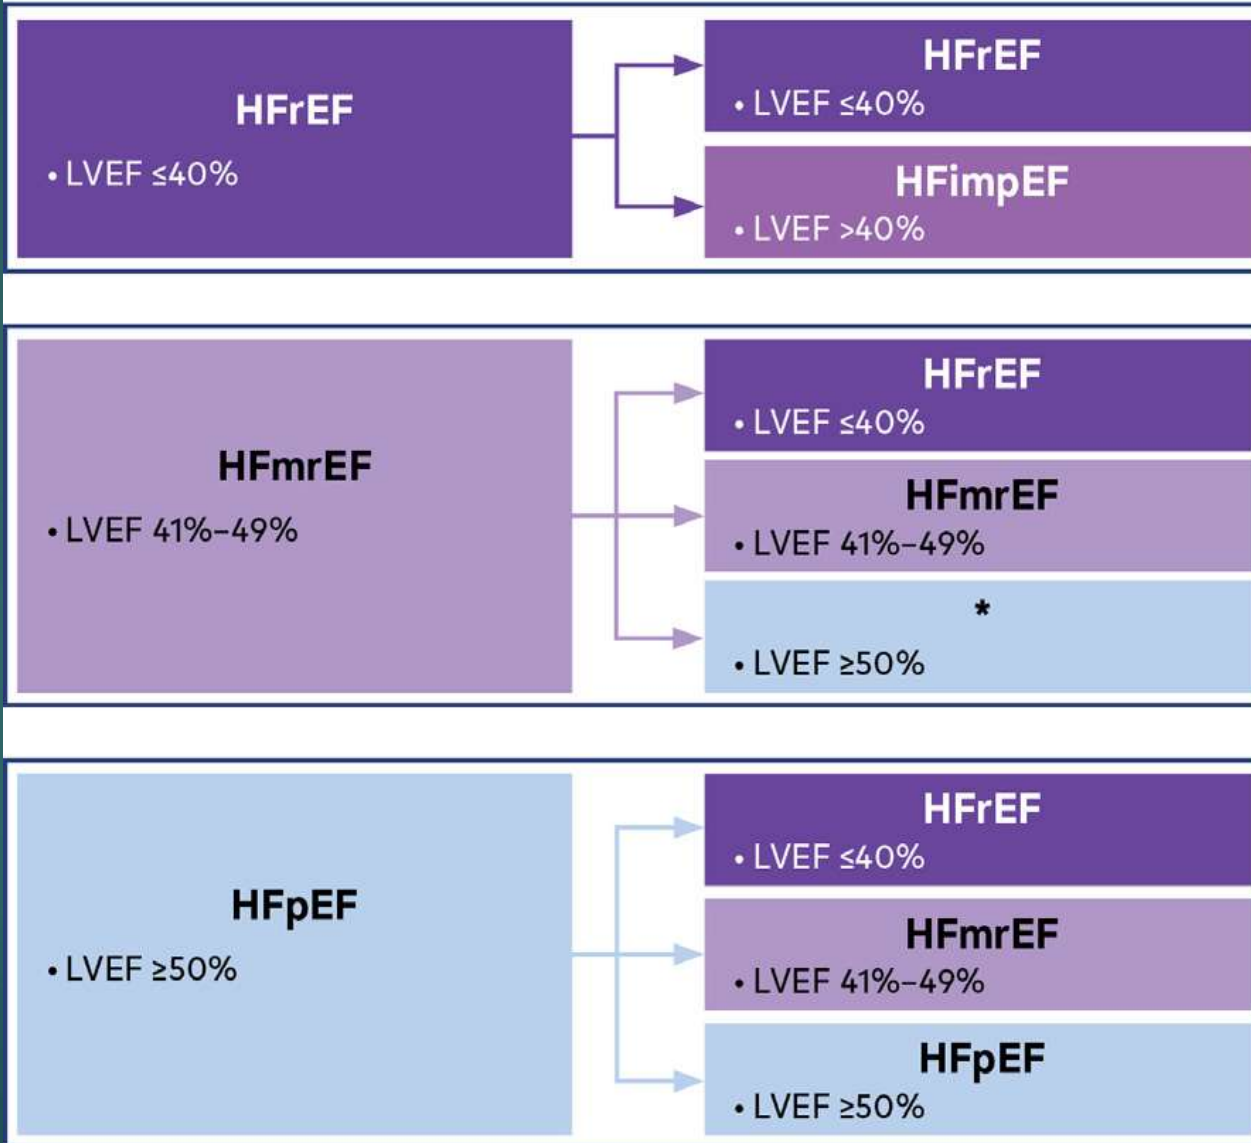 HFrEF
• LVEF ≤40%
HFrEF
• LVEF ≤40%
HFimpEF
• LVEF >40%
HFmrEF
• LVEF 41%–49%
HFrEF
• LVEF ≤40%
HFmrEF
• LVEF 41%–49%
*
• LVEF ≥50%
HFpEF
• LVEF ≥50%
HFrEF
• LVEF ≤40%
HFmrEF
• LVEF 41%–49%
HFpEF
• LVEF ≥50%